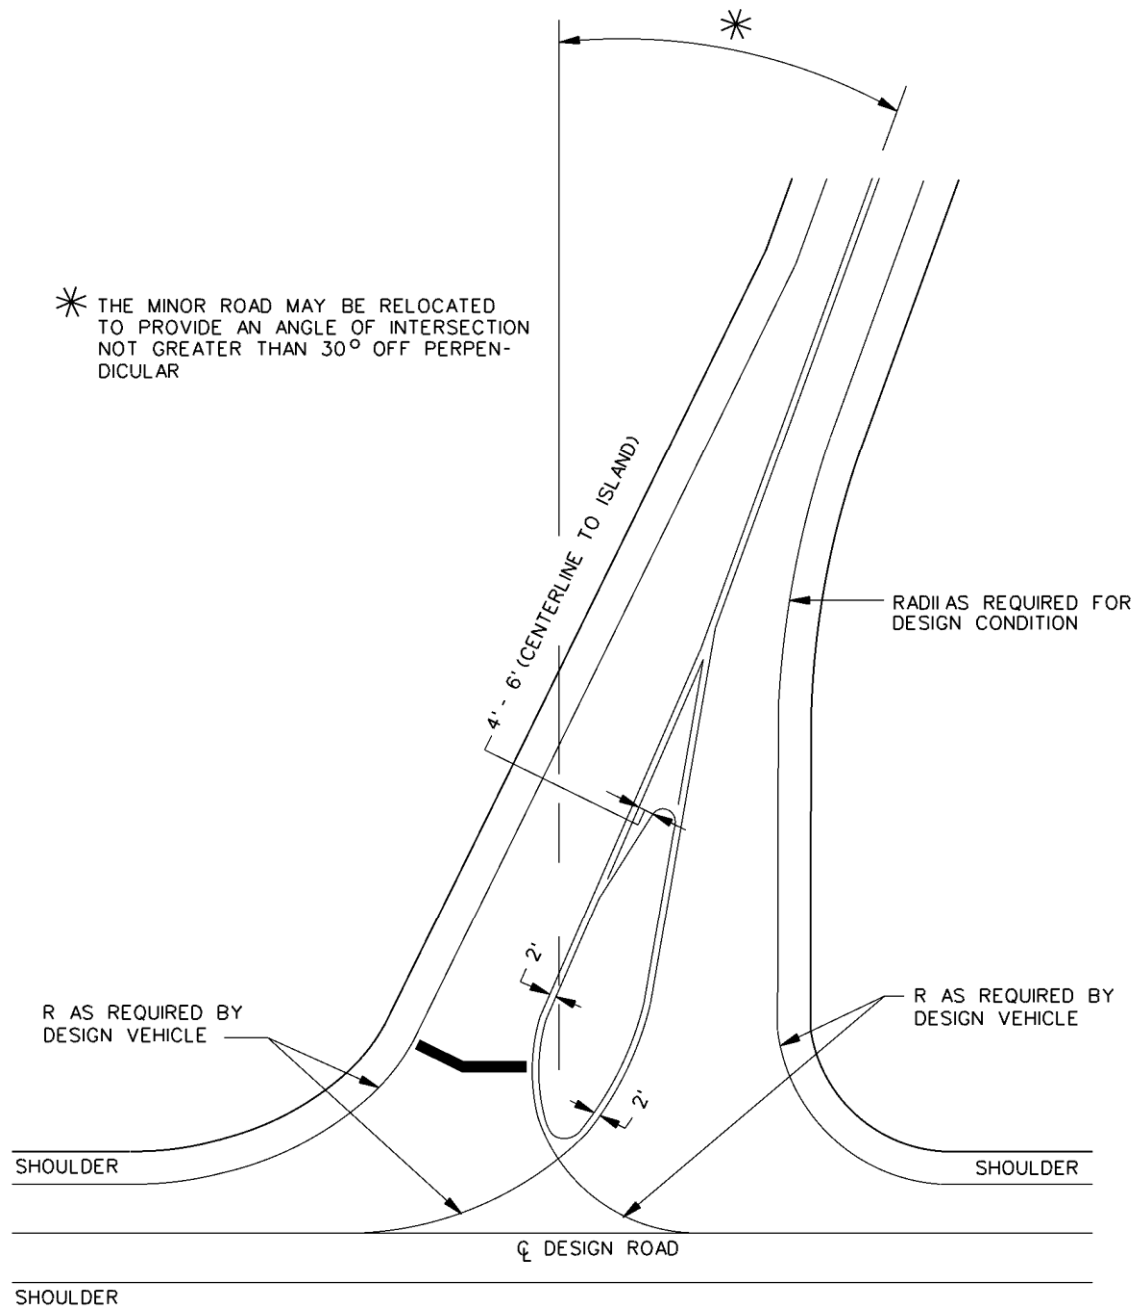 *
* THE MINOR ROAD MAY BE RELOCATED
TO PROVIDE AN ANGLE OF INTERSECTION
NOT GREATER THAN 30° OFF PERPEN-
DICULAR
4' - 6' (CENTERLINE TO ISLAND)
RADII AS REQUIRED FOR
DESIGN CONDITION
2'
R AS REQUIRED BY
DESIGN VEHICLE
R AS REQUIRED BY
DESIGN VEHICLE
2'
SHOULDER
SHOULDER
℄ DESIGN ROAD
SHOULDER